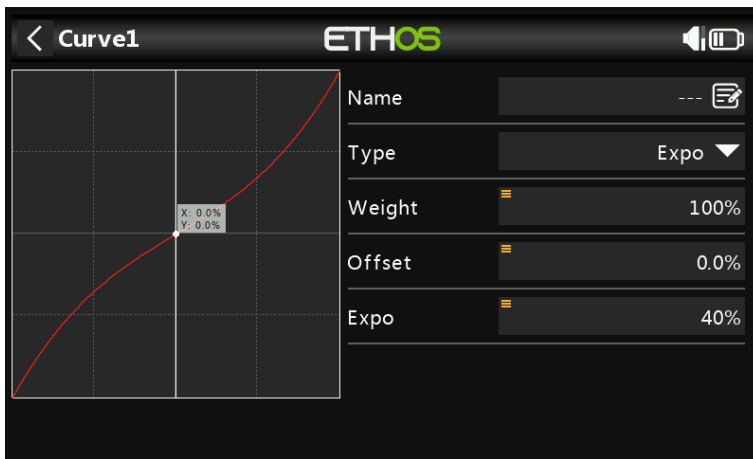 Curve1
ETHOS
X: 0.0%
Y: 0.0%
Name
---
Type
Expo
Weight
100%
Offset
0.0%
Expo
40%